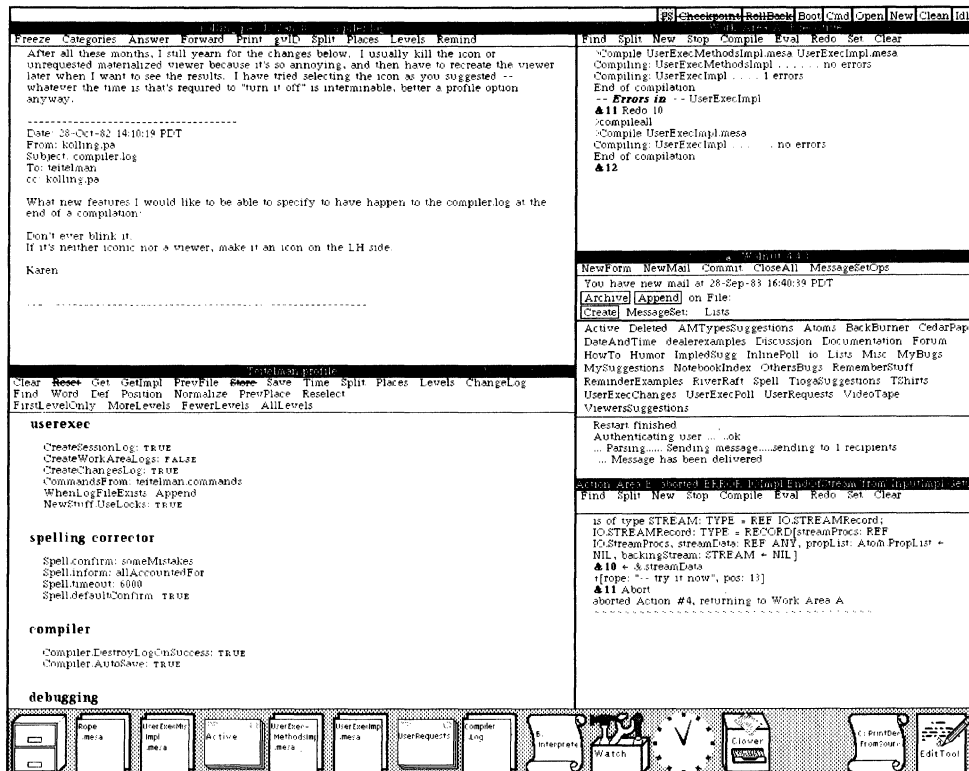 PS Checkpoint RollBack Boot Cmd Open New Clean Idl
Freeze Categories Answer Forward Print gvID Split Places Levels Remind
After all these months, I still yearn for the changes below. I usually kill the icon or
unrequested materialized viewer because it's so annoying, and then have to recreate the viewer
later when I want to see the results. I have tried selecting the icon as you suggested --
whatever the time is that's required to "turn it off" is interminable, better a profile option
anyway.
Date: 28-Oct-82 14:10:19 PDT
From: kolling.pa
Subject: compiler.log
To: teitelman
cc: kolling.pa
What new features I would like to be able to specify to have happen to the compiler.log at the
end of a compilation:
Don't ever blink it.
If it's neither iconic nor a viewer, make it an icon on the LH side.
Karen
Teitelman.profile
Clear Reset Get GetImpl PrevFile Store Save Time Split Places Levels ChangeLog
Find Word Def Position Normalize PrevPlace Reselect
FirstLevelOnly MoreLevels FewerLevels AllLevels
userexec
CreateSessionLog: TRUE
CreateWorkAreaLogs: FALSE
CreateChangesLog: TRUE
CommandsFrom: teitelman.commands
WhenLogFileExists: Append
NewStuff.UseLocks: TRUE
spelling corrector
Spell.confirm: someMistakes
Spell.inform: allAccountedFor
Spell.timeout: 6000
Spell.defaultConfirm: TRUE
compiler
Compiler.DestroyLogOnSuccess: TRUE
Compiler.AutoSave: TRUE
debugging
Find Split New Stop Compile Eval Redo Set Clear
>Compile UserExecMethodsImpl.mesa UserExecImpl.mesa
Compiling: UserExecMethodsImpl . . . . . . no errors
Compiling: UserExecImpl . . . . 1 errors
End of compilation
-- Errors in -- UserExecImpl
&11 Redo 10
>compileall
>Compile UserExecImpl.mesa
Compiling: UserExecImpl . . . . . no errors
End of compilation
&12
NewForm NewMail Commit CloseAll MessageSetOps
You have new mail at 28-Sep-83 16:40:39 PDT
Archive Append on File:
Create MessageSet: Lists
Active Deleted AMTypesSuggestions Atoms BackBurner CedarPap
DateAndTime dealerexamples Discussion Documentation Forum
HowTo Humor ImpledSugg InlinePoll io Lists Misc MyBugs
MySuggestions NotebookIndex OthersBugs RememberStuff
ReminderExamples RiverRaft Spell TiogaSuggestions TShirts
UserExecChanges UserExecPoll UserRequests VideoTape
ViewersSuggestions
Restart finished
Authenticating user ... ..ok
... Parsing...... Sending message.....sending to 1 recipients
... Message has been delivered
Find Split New Stop Compile Eval Redo Set Clear
is of type STREAM: TYPE = REF IO.STREAMRecord;
IO.STREAMRecord: TYPE = RECORD[streamProcs: REF
IO.StreamProcs, streamData: REF ANY, propList: Atom.PropList ←
NIL, backingStream: STREAM ← NIL]
&10 ← &.streamData
↑[rope: "-- try it now", pos: 13]
&11 Abort
aborted Action #4, returning to Work Area A
Rope
.mesa
UserExecMis
Impl
.mesa
Active
UserExec-
MethodsImpl
.mesa
UserExecImp
.mesa
UserRequests
Compiler
.Log
B:
Interprete
Watch
Clover
C: PrintDef
FromSour
EditTool